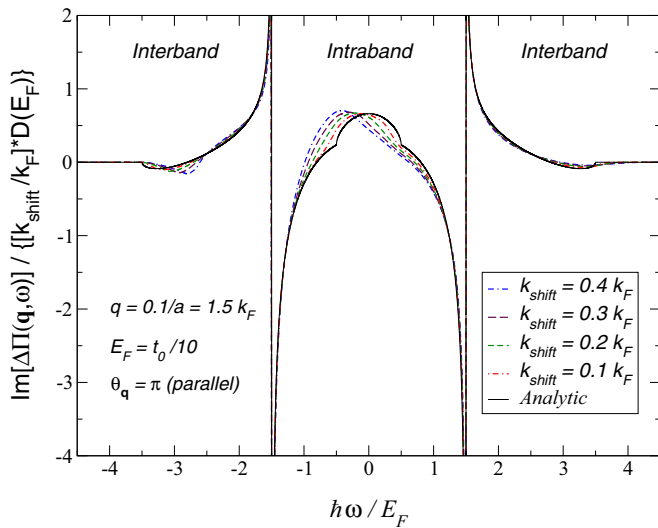 2
1
0
-1
-2
-3
-4
Im[ΔΠ(q,ω)] / {[k_shift/k_F]*D(E_F)}
Interband
Intraband
Interband
q = 0.1/a = 1.5 k_F
E_F = t_0/10
θ_q = π (parallel)
k_shift = 0.4 k_F
k_shift = 0.3 k_F
k_shift = 0.2 k_F
k_shift = 0.1 k_F
Analytic
-4 -3 -2 -1 0 1 2 3 4
ħω/E_F